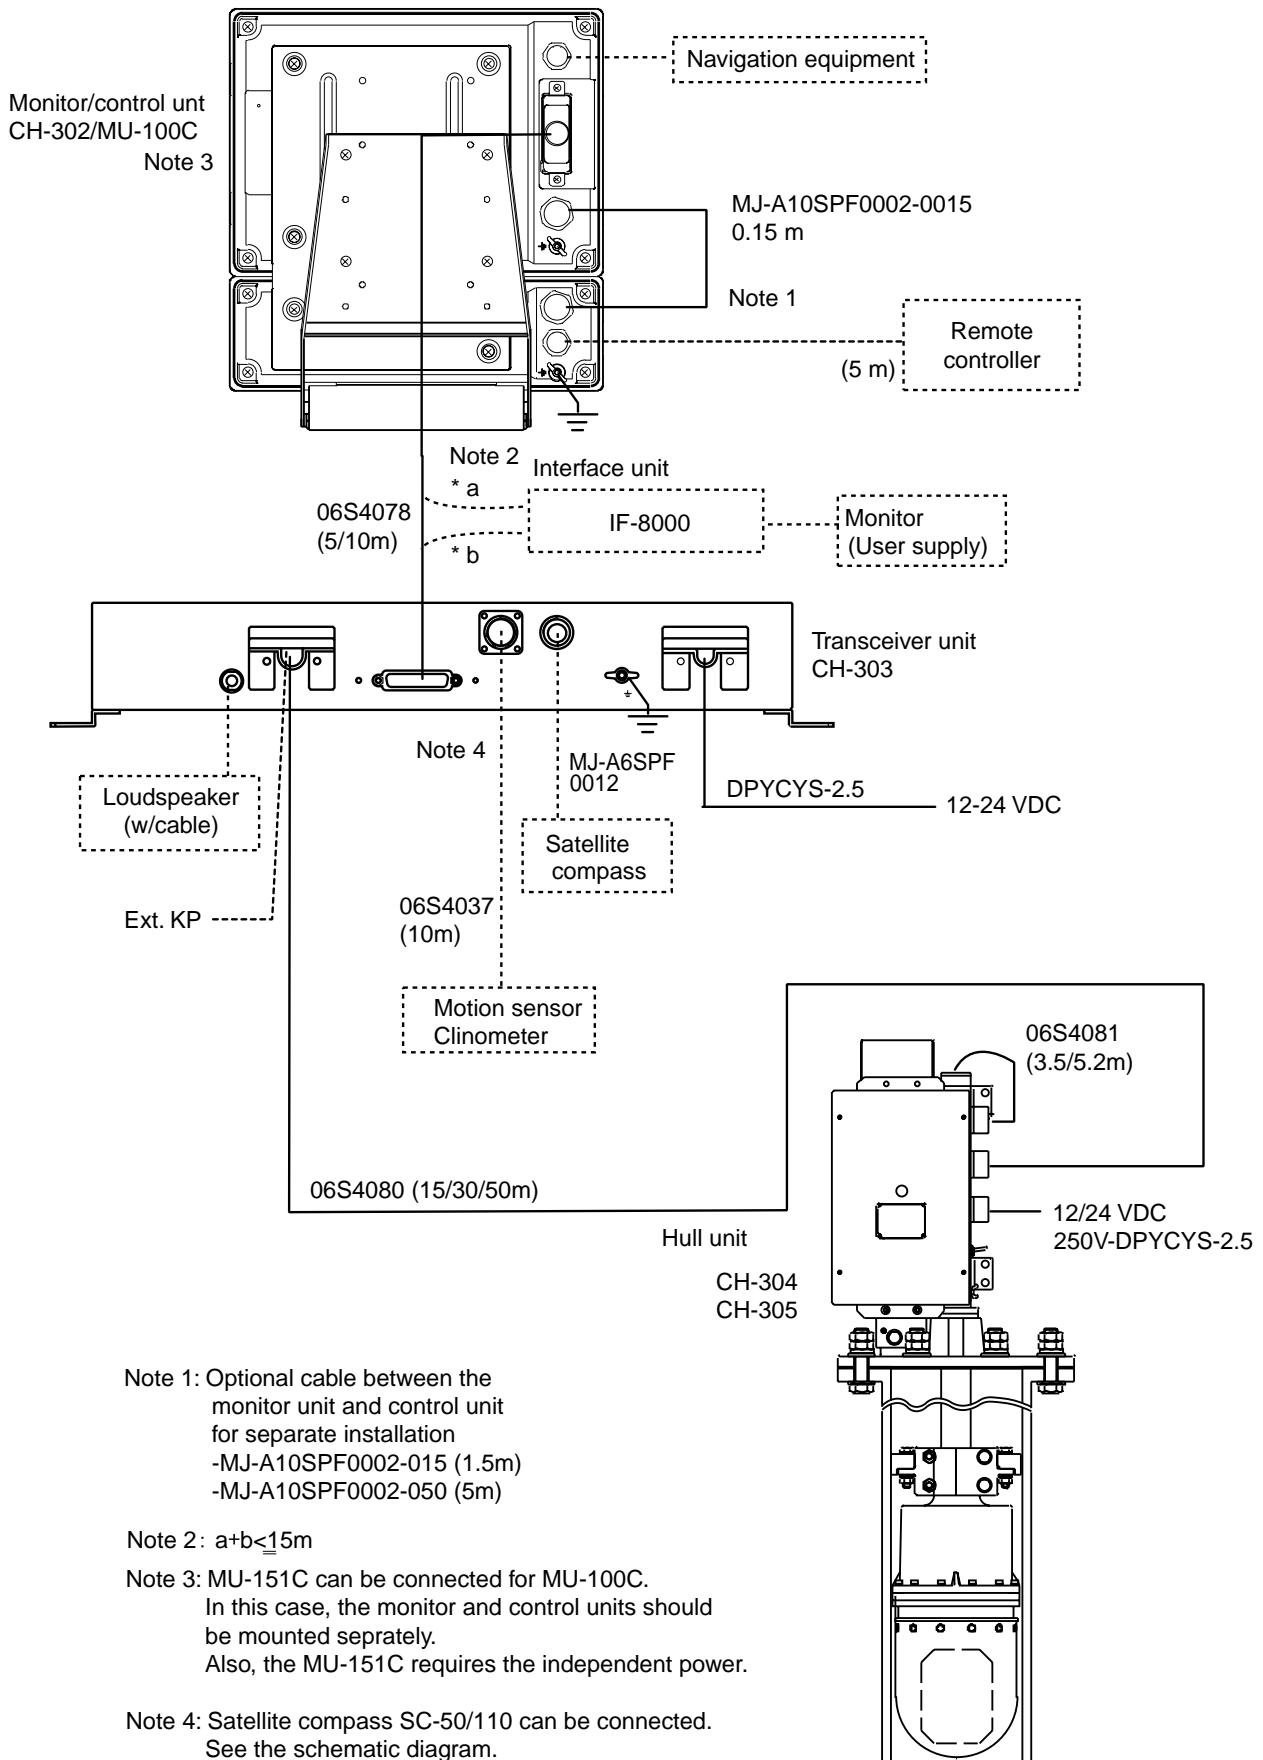 Navigation equipment
Monitor/control unt
CH-302/MU-100C
Note 3
MJ-A10SPF0002-0015
0.15 m
Note 1
Remote
controller
(5 m)
Note 2
Interface unit
* a
06S4078
(5/10m)
IF-8000
Monitor
(User supply)
* b
Transceiver unit
CH-303
Note 4
MJ-A6SPF
0012
DPYCYS-2.5
12-24 VDC
Loudspeaker
(w/cable)
Satellite
compass
Ext. KP
06S4037
(10m)
Motion sensor
Clinometer
06S4081
(3.5/5.2m)
06S4080 (15/30/50m)
12/24 VDC
250V-DPYCYS-2.5
Hull unit
CH-304
CH-305
Note 1: Optional cable between the
monitor unit and control unit
for separate installation
-MJ-A10SPF0002-015 (1.5m)
-MJ-A10SPF0002-050 (5m)
Note 2: a+b<15m
Note 3: MU-151C can be connected for MU-100C.
In this case, the monitor and control units should
be mounted seprately.
Also, the MU-151C requires the independent power.
Note 4: Satellite compass SC-50/110 can be connected.
See the schematic diagram.